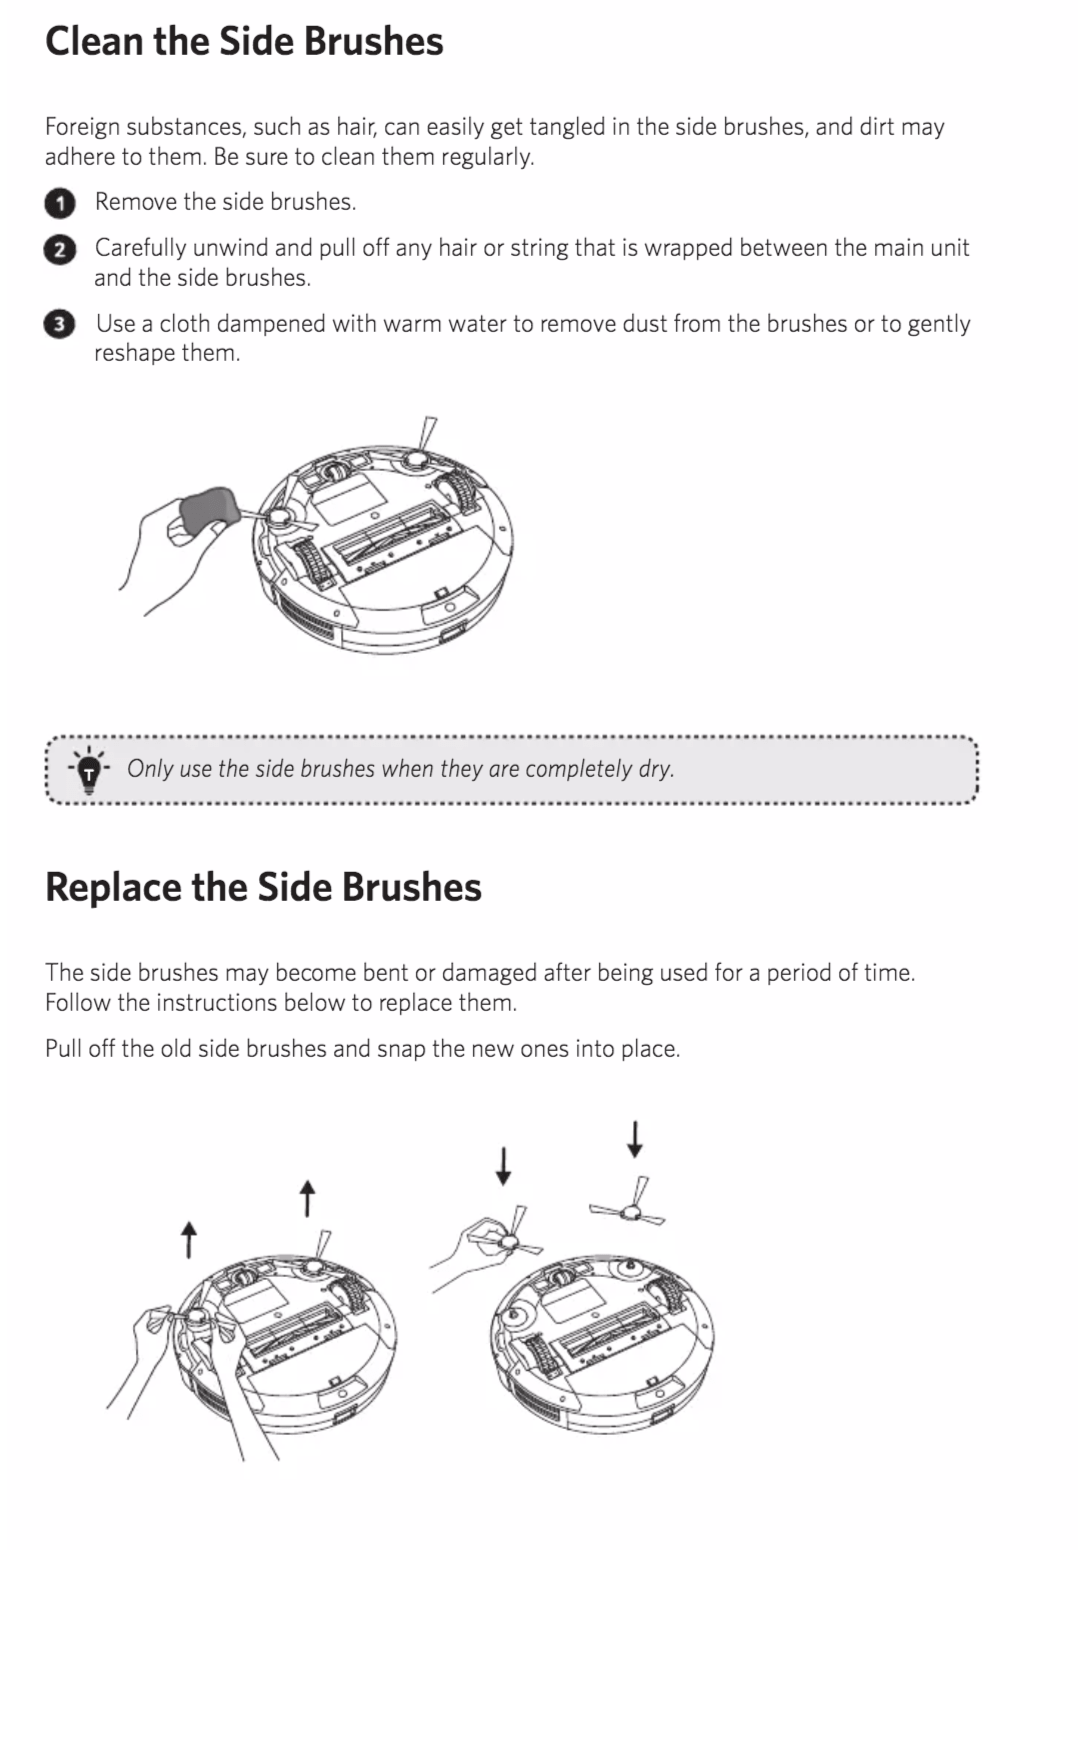 Clean the Side Brushes
Foreign substances, such as hair, can easily get tangled in the side brushes, and dirt may
adhere to them. Be sure to clean them regularly.
1 Remove the side brushes.
2 Carefully unwind and pull off any hair or string that is wrapped between the main unit
and the side brushes.
3 Use a cloth dampened with warm water to remove dust from the brushes or to gently
reshape them.
T Only use the side brushes when they are completely dry.
Replace the Side Brushes
The side brushes may become bent or damaged after being used for a period of time.
Follow the instructions below to replace them.
Pull off the old side brushes and snap the new ones into place.